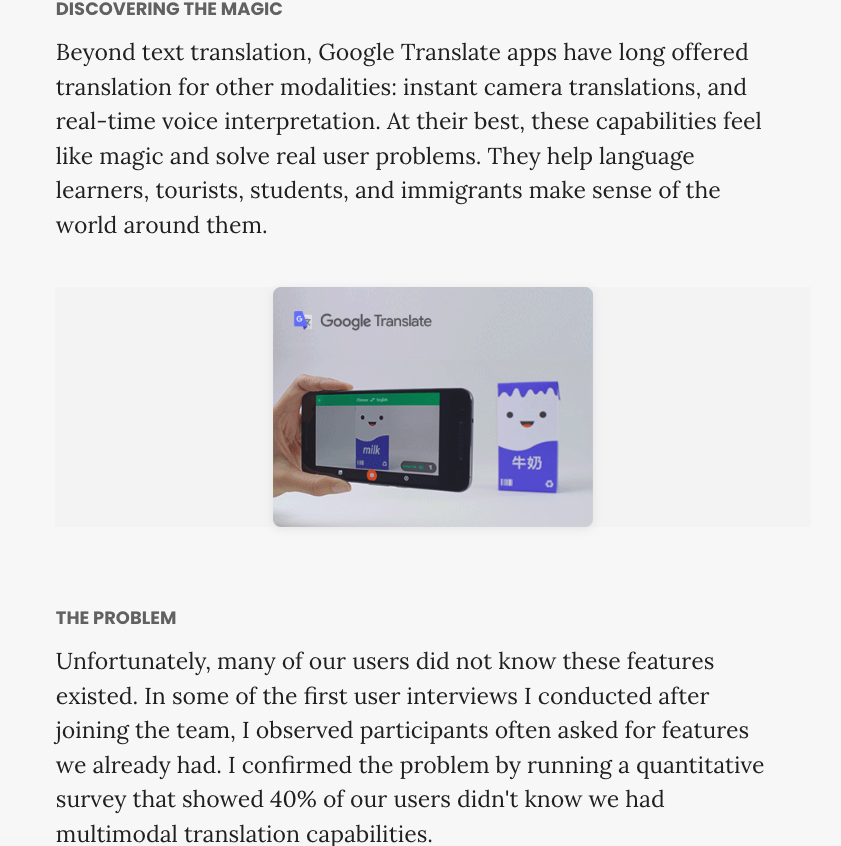 DISCOVERING THE MAGIC
Beyond text translation, Google Translate apps have long offered
translation for other modalities: instant camera translations, and
real-time voice interpretation. At their best, these capabilities feel
like magic and solve real user problems. They help language
learners, tourists, students, and immigrants make sense of the
world around them.
Google Translate
milk
牛奶
THE PROBLEM
Unfortunately, many of our users did not know these features
existed. In some of the first user interviews I conducted after
joining the team, I observed participants often asked for features
we already had. I confirmed the problem by running a quantitative
survey that showed 40% of our users didn't know we had
multimodal translation capabilities.